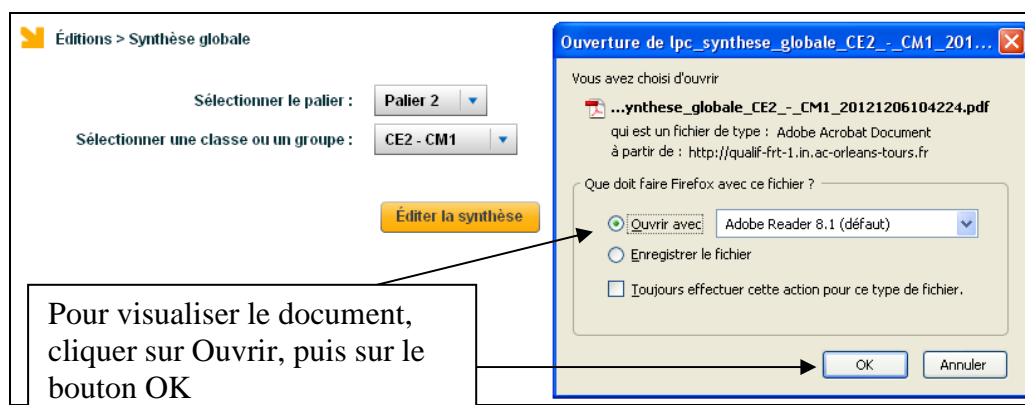 Éditions > Synthèse globale
Sélectionner le palier :
Palier 2
Sélectionner une classe ou un groupe :
CE2 - CM1
Éditer la synthèse
Pour visualiser le document,
cliquer sur Ouvrir, puis sur le
bouton OK
Ouverture de lpc_synthese_globale_CE2_-_CM1_201...
Vous avez choisi d'ouvrir
...ynthese_globale_CE2_-_CM1_20121206104224.pdf
qui est un fichier de type : Adobe Acrobat Document
à partir de : http://qualif-frt-1.in.ac-orleans-tours.fr
Que doit faire Firefox avec ce fichier ?
Ouvrir avec
Adobe Reader 8.1 (défaut)
Enregistrer le fichier
Toujours effectuer cette action pour ce type de fichier.
OK
Annuler